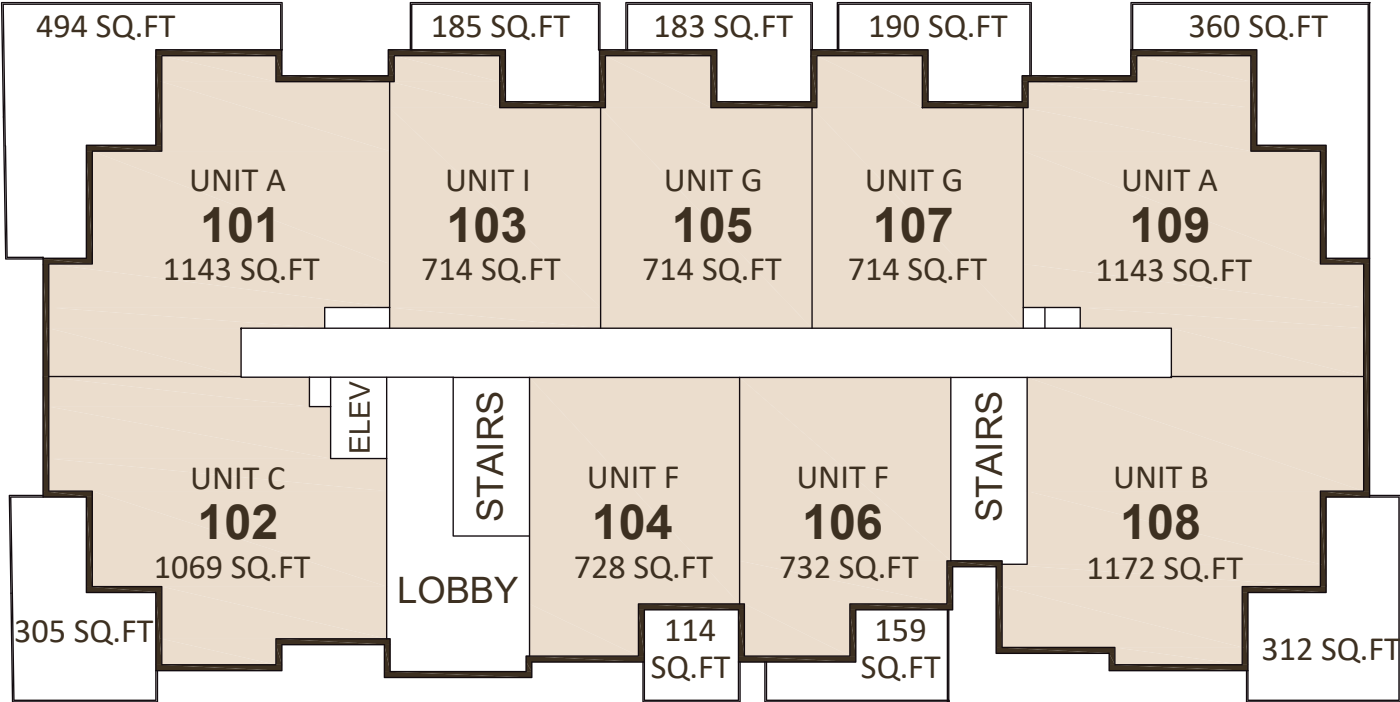 494 SQ.FT
185 SQ.FT
183 SQ.FT
190 SQ.FT
360 SQ.FT
UNIT A
101
1143 SQ.FT
UNIT I
103
714 SQ.FT
UNIT G
105
714 SQ.FT
UNIT G
107
714 SQ.FT
UNIT A
109
1143 SQ.FT
UNIT C
102
1069 SQ.FT
ELEV
LOBBY
STAIRS
UNIT F
104
728 SQ.FT
UNIT F
106
732 SQ.FT
STAIRS
UNIT B
108
1172 SQ.FT
305 SQ.FT
114
SQ.FT
159
SQ.FT
312 SQ.FT